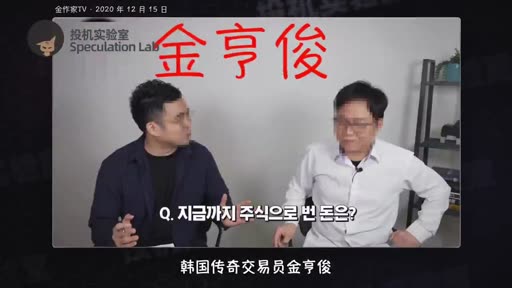 金作家TV · 2020 年 12 月 15 日
投机实验室
Speculation Lab
金亨俊
Q. 지금까지 주식으로 번 돈은?
韩国传奇交易员金亨俊